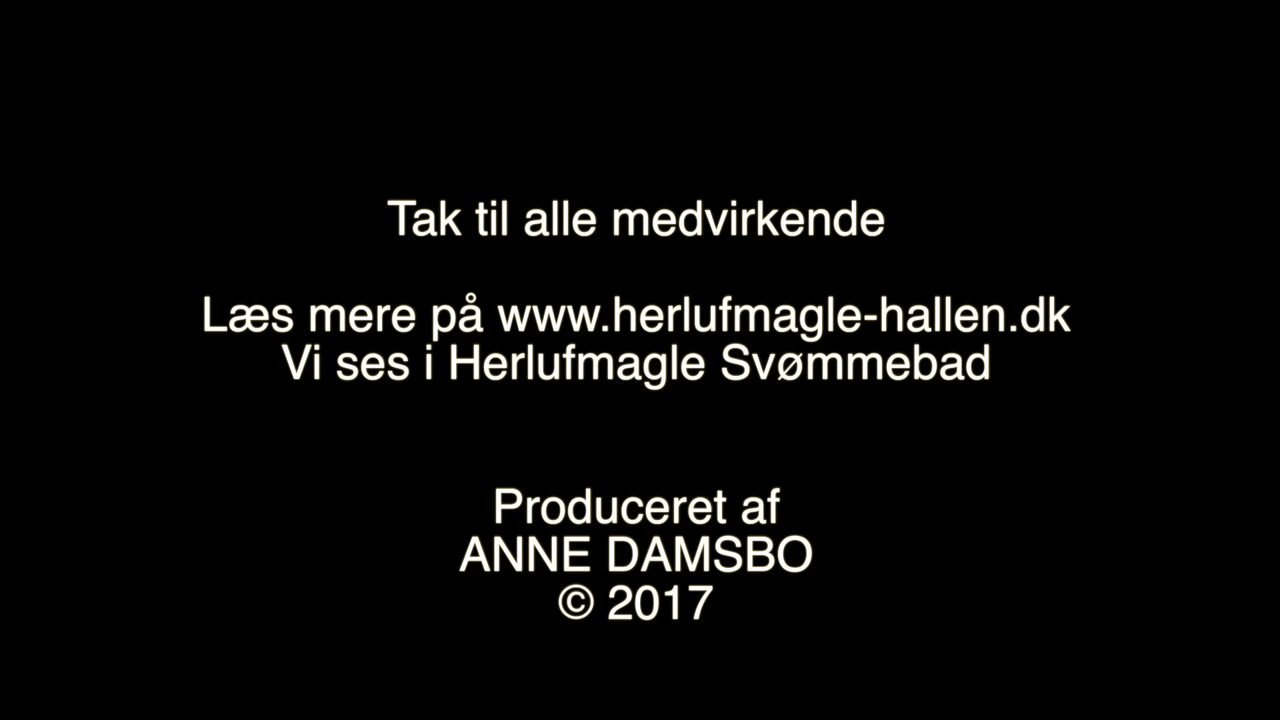 Tak til alle medvirkende
Læs mere på www.herlufmagle-hallen.dk
Vi ses i Herlufmagle Svømmebad
Produceret af
ANNE DAMSBO
© 2017